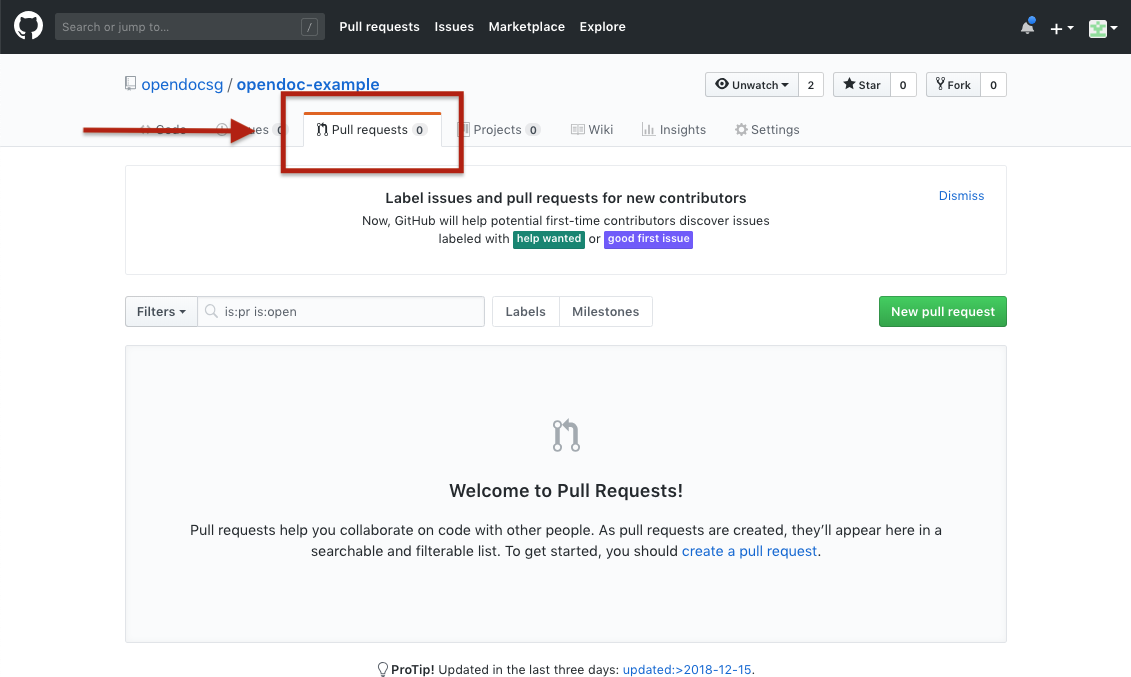 Search or jump to... /
Pull requests Issues Marketplace Explore
opendocsg / opendoc-example
Unwatch 2 Star 0 Fork 0
Code ues 0 Pull requests 0 Projects 0 Wiki Insights Settings
Label issues and pull requests for new contributors
Dismiss
Now, GitHub will help potential first-time contributors discover issues
labeled with help wanted or good first issue
Filters is:pr is:open Labels Milestones New pull request
Welcome to Pull Requests!
Pull requests help you collaborate on code with other people. As pull requests are created, they’ll appear here in a
searchable and filterable list. To get started, you should create a pull request.
ProTip! Updated in the last three days: updated:>2018-12-15.